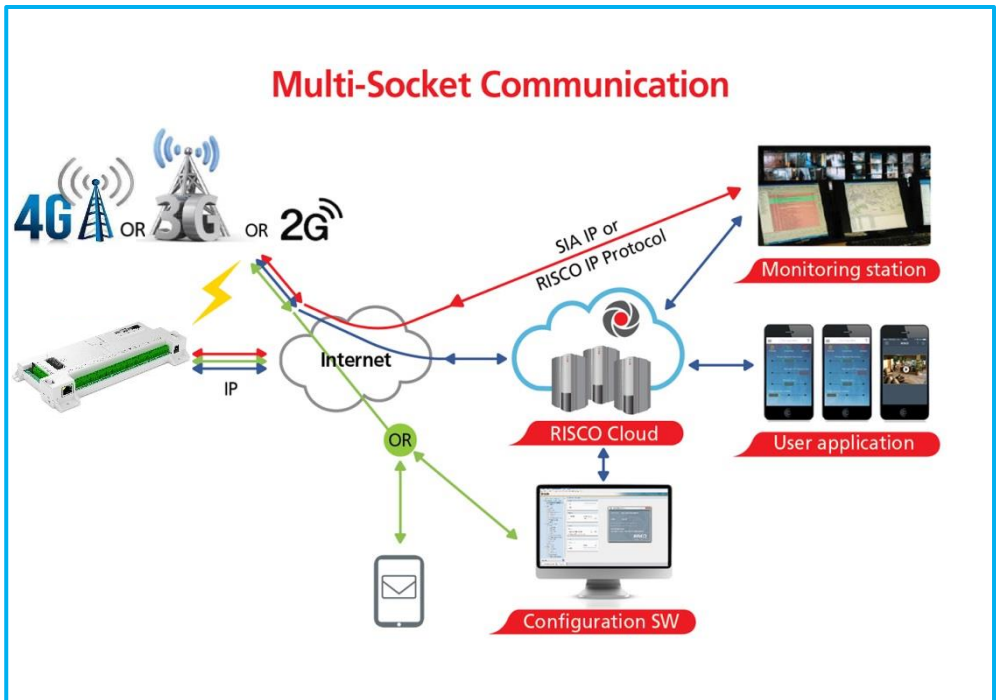 Multi-Socket Communication
4G OR 3G OR 2G
SIA IP or
RISCO IP Protocol
Monitoring station
Internet
IP
RISCO Cloud
User application
OR
Configuration SW